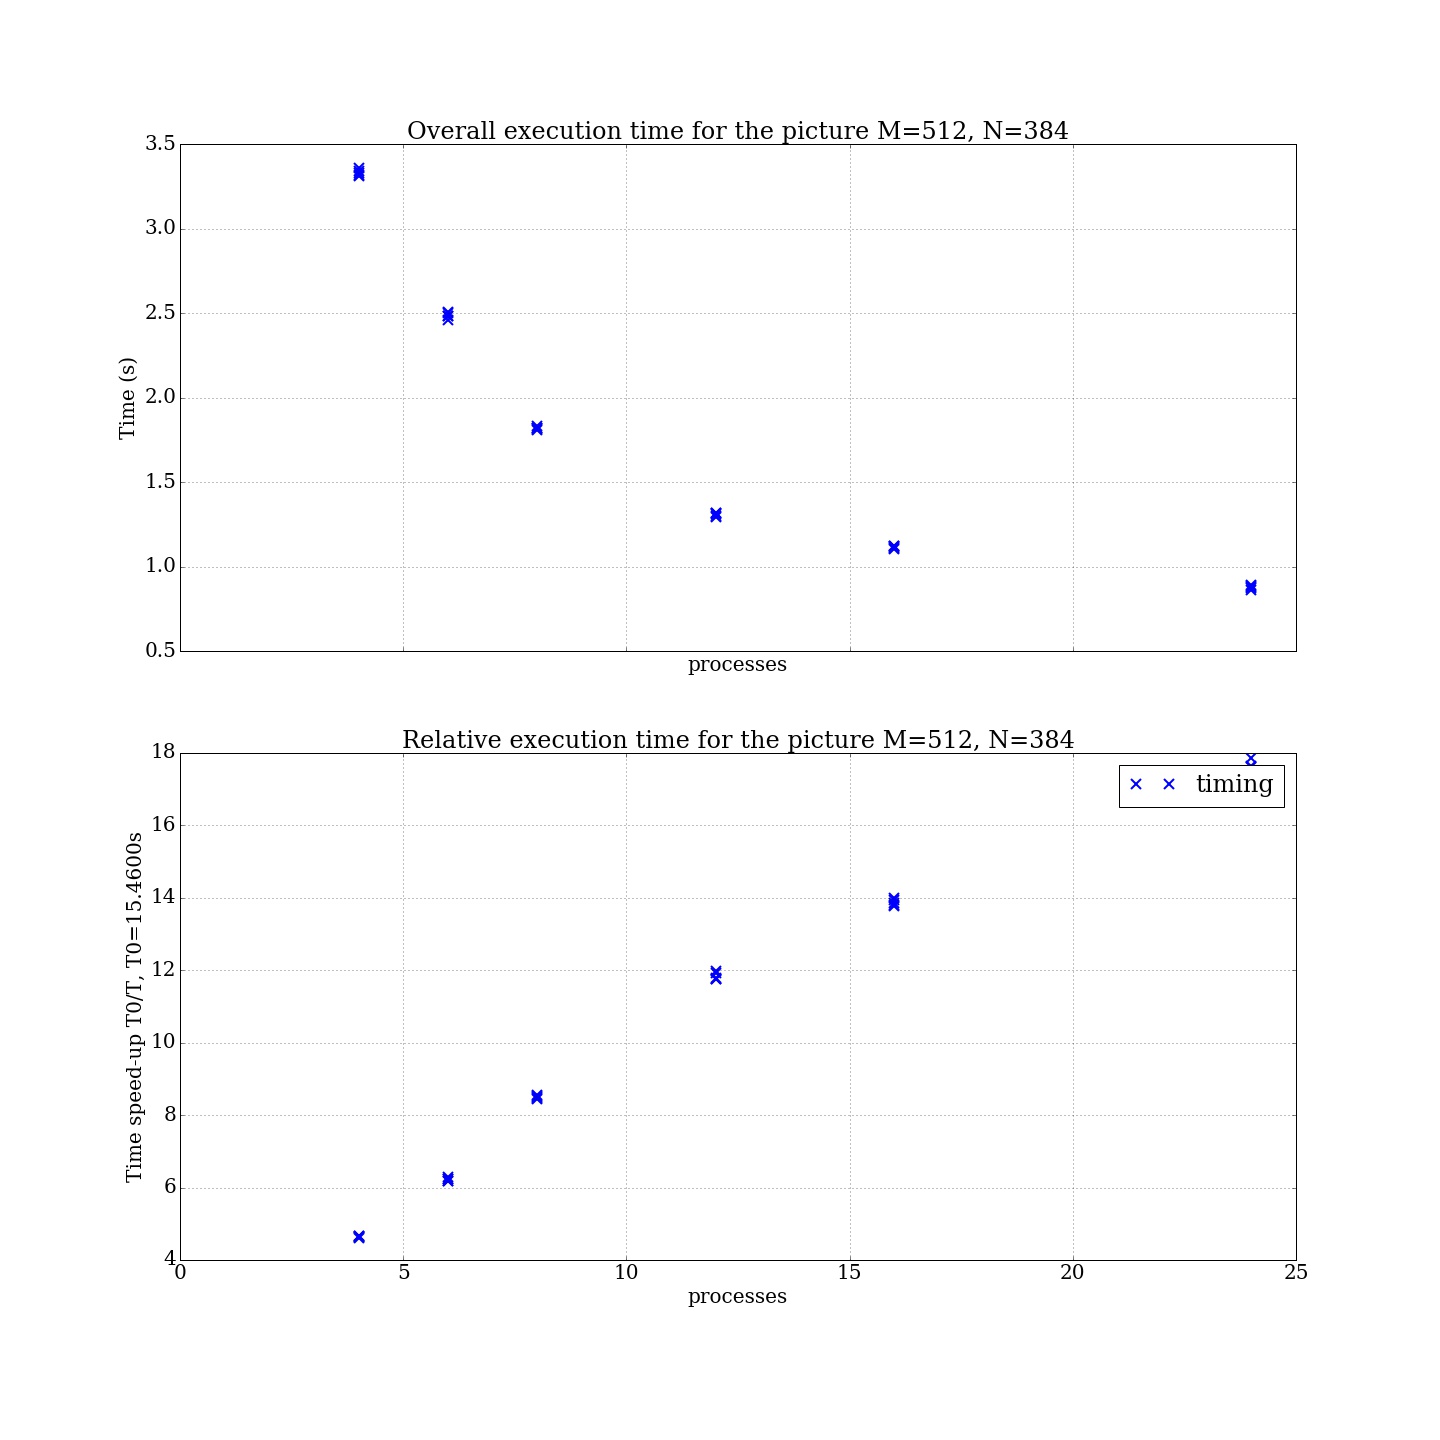 Overall execution time for the picture M=512, N=384
3.5
3.0
2.5
2.0
1.5
1.0
0.5
Time (s)
processes
Relative execution time for the picture M=512, N=384
18
16
14
12
10
8
6
4
Time speed-up T0/T, T0=15.4600s
timing
0 5 10 15 20 25
processes